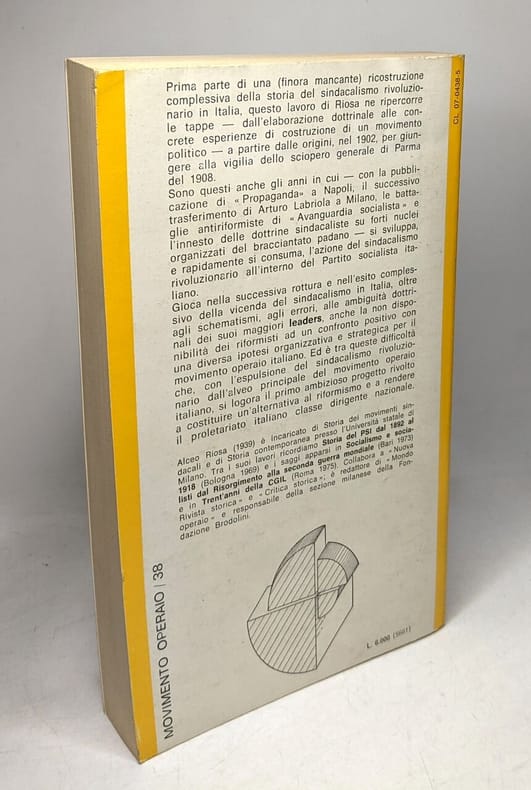 Prima parte di una (finora mancante) ricostruzione
complessiva della storia del sindacalismo rivoluzio-
nario in Italia, questo lavoro di Riosa ne ripercorre
le tappe — dall'elaborazione dottrinale alle con-
crete esperienze di costruzione di un movimento
politico — a partire dalle origini, nel 1902, per giun-
gere alla vigilia dello sciopero generale di Parma
del 1908.
Sono questi anche gli anni in cui — con la pubbli-
cazione di « Propaganda » a Napoli, il successivo
trasferimento di Arturo Labriola a Milano, le batta-
glie antiriformiste di « Avanguardia socialista » e
l'innesto delle dottrine sindacaliste su forti nuclei
organizzati del bracciantato padano — si sviluppa,
e rapidamente si consuma, l'azione del sindacalismo
rivoluzionario all'interno del Partito socialista ita-
liano.
Gioca nella successiva rottura e nell'esito comples-
sivo della vicenda del sindacalismo in Italia, oltre
agli schematismi, agli errori, alle ambiguità dottri-
nali dei suoi maggiori leaders, anche la non dispo-
nibilità dei riformisti ad un confronto positivo con
una diversa ipotesi organizzativa e strategica per il
movimento operaio italiano. Ed è tra queste difficoltà
che, con l'espulsione del sindacalismo rivoluzio-
nario dall'alveo principale del movimento operaio
italiano, si logora il primo ambizioso progetto rivolto
a costituire un'alternativa al riformismo e a rendere
il proletariato italiano classe dirigente nazionale.
Alceo Riosa (1939) è incaricato di Storia dei movimenti sin-
dacali e di Storia contemporanea presso l'Università statale di
Milano. Tra i suoi lavori ricordiamo Storia del PSI dal 1892 al
1918 (Bologna 1969) e i saggi apparsi in Socialismo e socia-
listi dal Risorgimento alla seconda guerra mondiale (Bari 1973)
e in Trent'anni della CGIL (Roma 1975). Collabora a « Nuova
Rivista storica » e « Critica storica »; è redattore di « Mondo
operaio » e responsabile della sezione milanese della Fon-
dazione Brodolini.
L. 6.000 (5661)
MOVIMENTO OPERAIO / 38
CL 07-0438-5